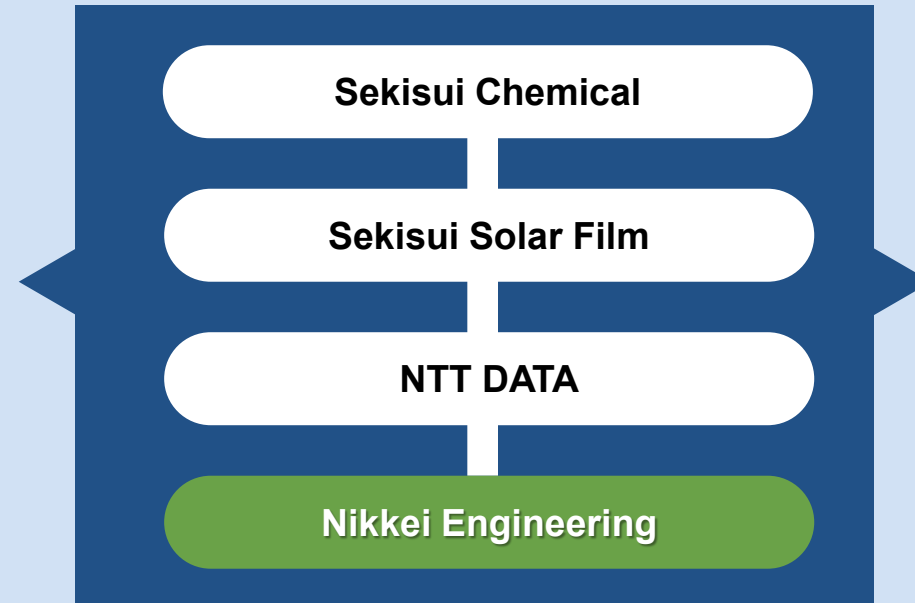 Sekisui Chemical
Sekisui Solar Film
NTT DATA
Nikkei Engineering